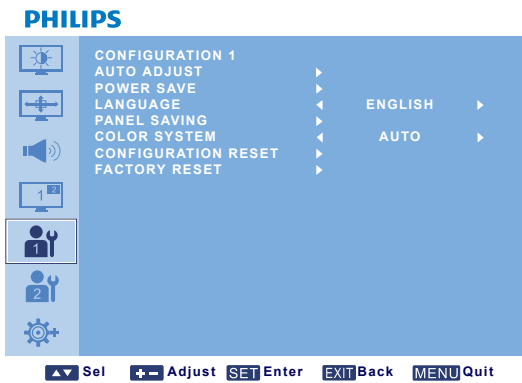 PHILIPS
CONFIGURATION 1
AUTO ADJUST
POWER SAVE
LANGUAGE ENGLISH
PANEL SAVING
COLOR SYSTEM AUTO
CONFIGURATION RESET
FACTORY RESET
1 2
1
2
Sel Adjust SET Enter EXIT Back MENU Quit